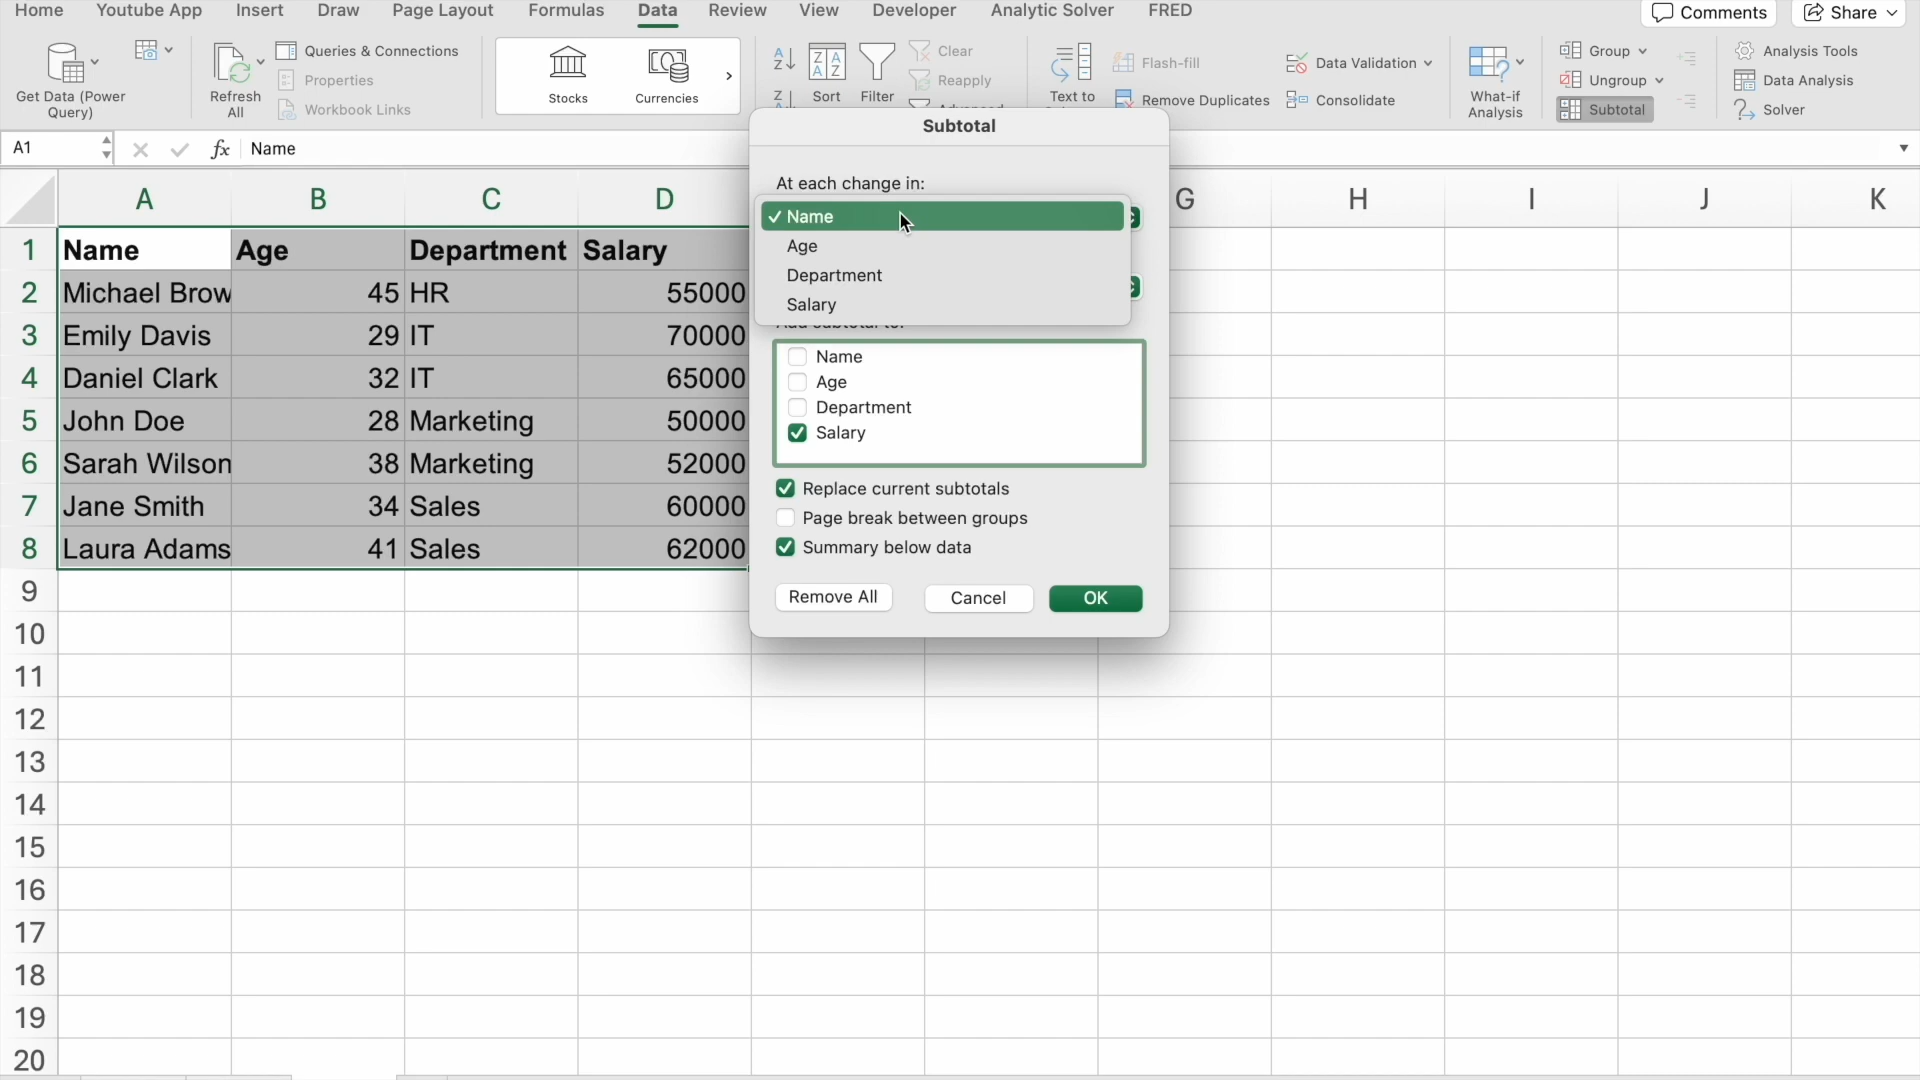 Home Youtube App Insert Draw Page Layout Formulas Data Review View Developer Analytic Solver FRED Comments Share
Get Data (Power Query)
Refresh All
Queries & Connections
Properties
Workbook Links
Stocks
Currencies
Sort
Filter
Clear
Reapply
Advanced
Text to
Flash-fill
Remove Duplicates
Data Validation
Consolidate
What-if Analysis
Group
Ungroup
Subtotal
Analysis Tools
Data Analysis
Solver
A1 fx Name
A B C D G H I J K
1 Name Age Department Salary
2 Michael Brow 45 HR 55000
3 Emily Davis 29 IT 70000
4 Daniel Clark 32 IT 65000
5 John Doe 28 Marketing 50000
6 Sarah Wilson 38 Marketing 52000
7 Jane Smith 34 Sales 60000
8 Laura Adams 41 Sales 62000
9
10
11
12
13
14
15
16
17
18
19
20
Subtotal
At each change in:
Name
Age
Department
Salary
Add subtotal to:
Name
Age
Department
Salary
Replace current subtotals
Page break between groups
Summary below data
Remove All Cancel OK